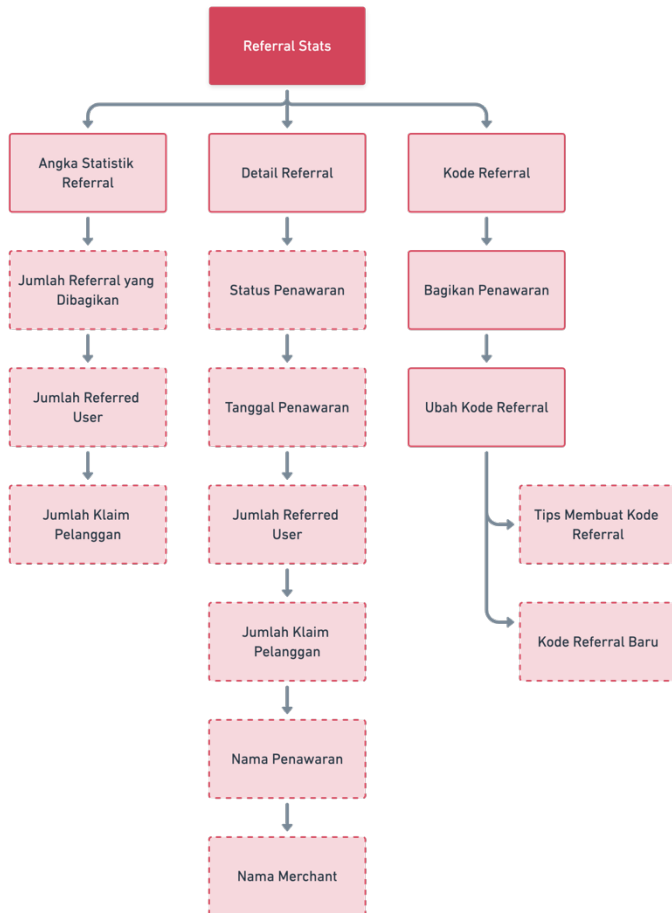 Referral Stats
Angka Statistik
Referral
Detail Referral
Kode Referral
Jumlah Referral yang
Dibagikan
Status Penawaran
Bagikan Penawaran
Jumlah Referred
User
Tanggal Penawaran
Ubah Kode Referral
Jumlah Klaim
Pelanggan
Jumlah Referred
User
Tips Membuat Kode
Referral
Jumlah Klaim
Pelanggan
Kode Referral Baru
Nama Penawaran
Nama Merchant